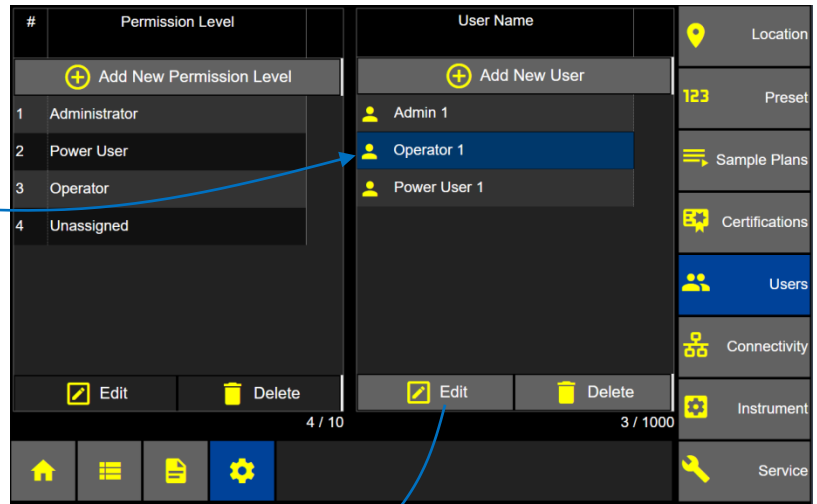 # Permission Level
Add New Permission Level
1 Administrator
2 Power User
3 Operator
4 Unassigned
Edit Delete
4 / 10
User Name
Add New User
Admin 1
Operator 1
Power User 1
Edit Delete
3 / 1000
Location
123 Preset
Sample Plans
Certifications
Users
Connectivity
Instrument
Service